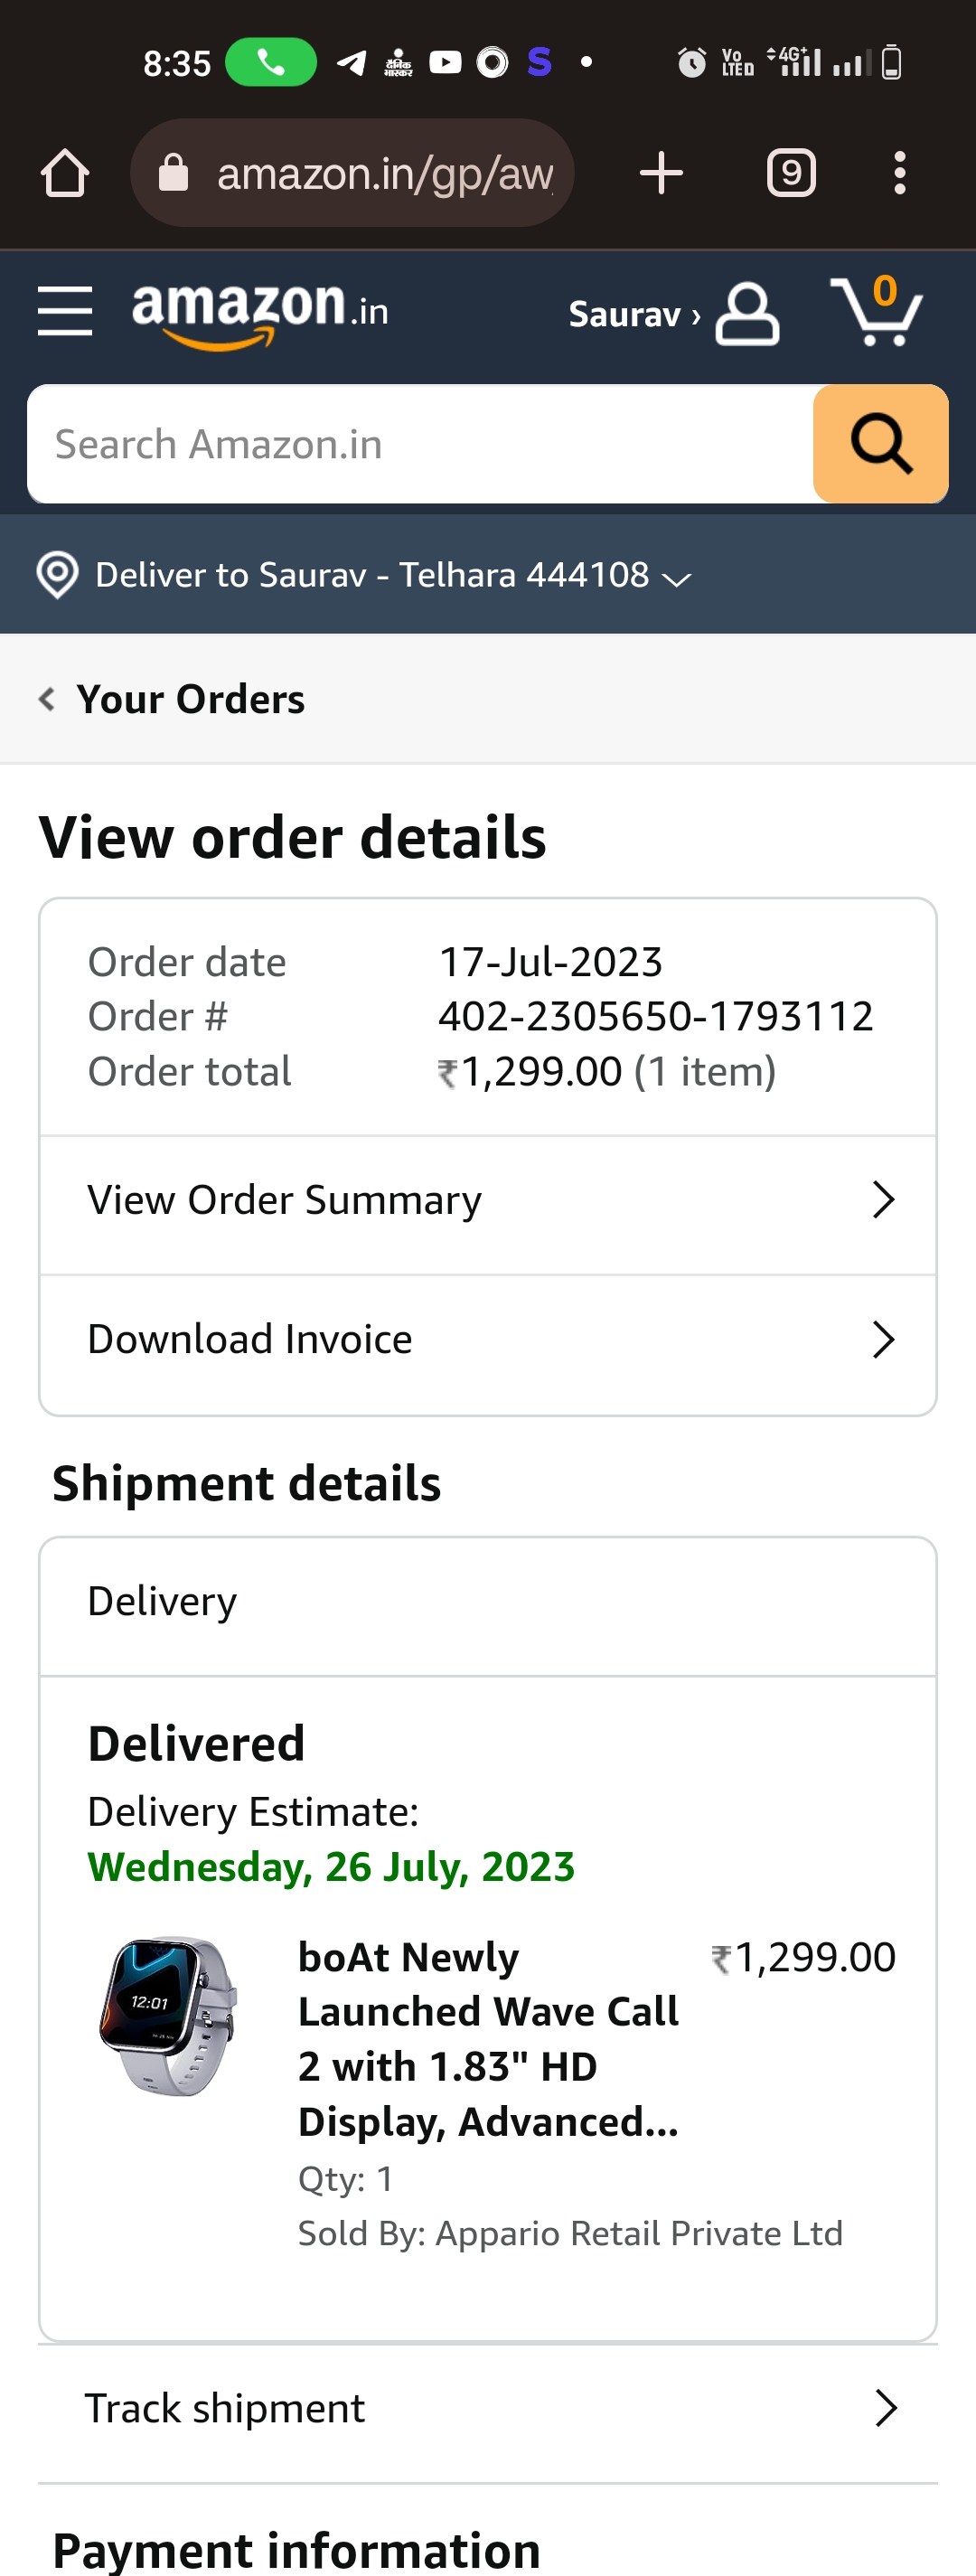 8:35 दैनिक भास्कर S Vo LTED 4G+
amazon.in/gp/aw 9
amazon.in Saurav › 0
Search Amazon.in
Deliver to Saurav - Telhara 444108
Your Orders
View order details
Order date 17-Jul-2023
Order # 402-2305650-1793112
Order total ₹1,299.00 (1 item)
View Order Summary
Download Invoice
Shipment details
Delivery
Delivered
Delivery Estimate:
Wednesday, 26 July, 2023
12:01
boAt Newly ₹1,299.00
Launched Wave Call
2 with 1.83" HD
Display, Advanced...
Qty: 1
Sold By: Appario Retail Private Ltd
Track shipment
Payment information